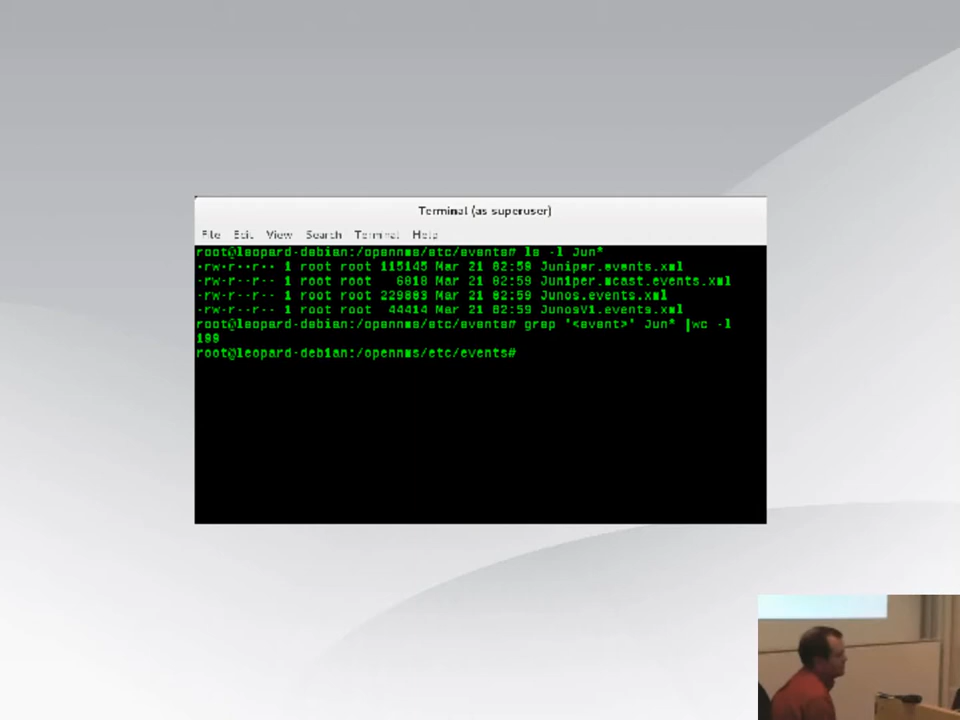 Terminal (as superuser)
File Edit View Search Terminal Help
root@leopard-debian:/opennms/etc/events# ls -l Jun*
-rw-r--r-- 1 root root 115145 Mar 21 02:59 Juniper.events.xml
-rw-r--r-- 1 root root 6818 Mar 21 02:59 Juniper.mcast.events.xml
-rw-r--r-- 1 root root 229883 Mar 21 02:59 Junos.events.xml
-rw-r--r-- 1 root root 44414 Mar 21 02:59 JunosV1.events.xml
root@leopard-debian:/opennms/etc/events# grep '<event>' Jun* |wc -l
199
root@leopard-debian:/opennms/etc/events#